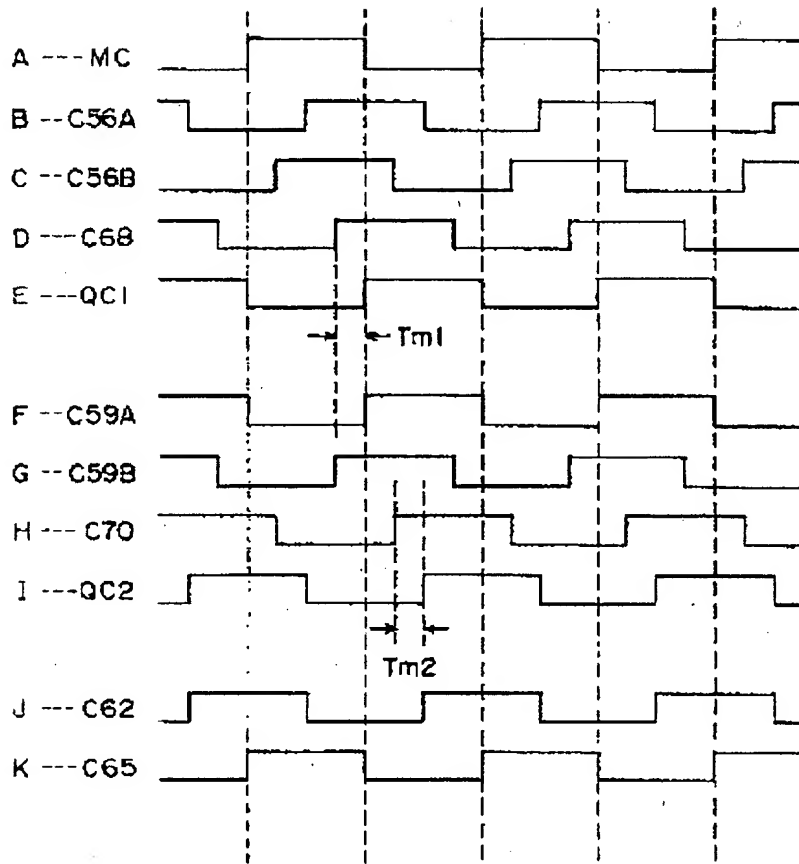 A --- MC
B -- C56A
C -- C56B
D --- C68
E --- QC1
Tm1
F -- C59A
G -- C59B
H --- C70
I --- QC2
Tm2
J --- C62
K --- C65